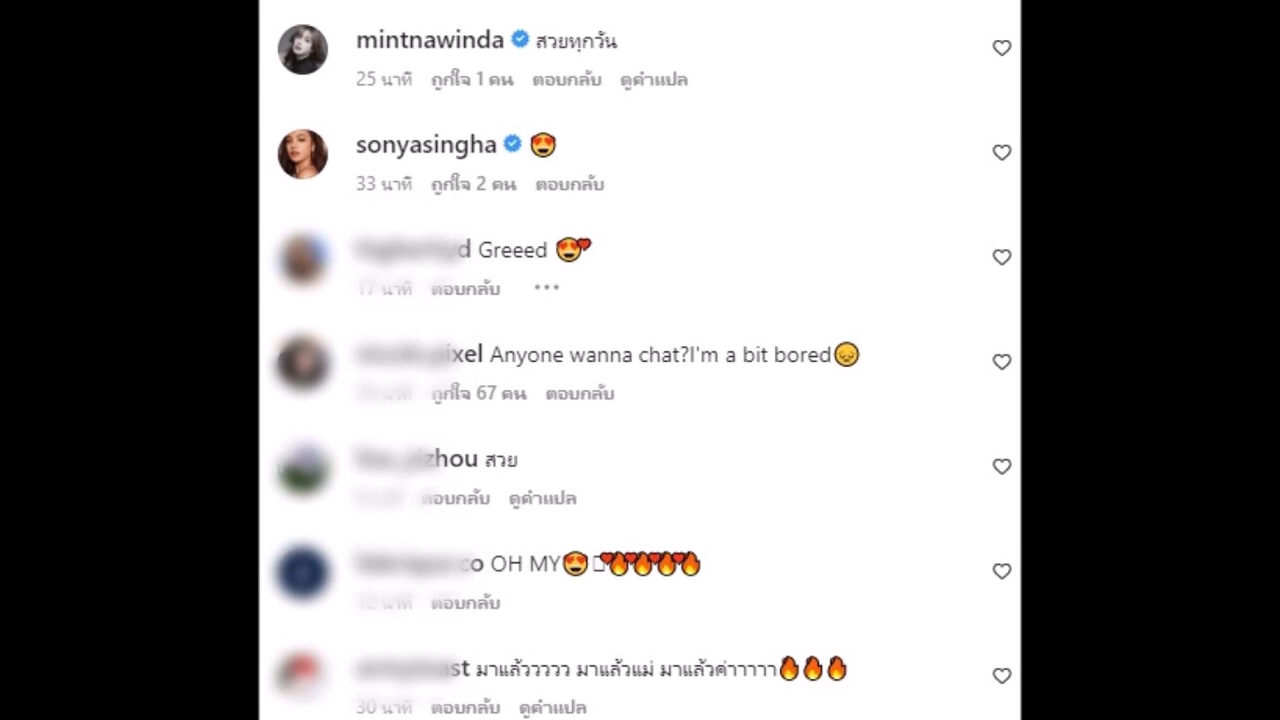 mintnawinda สวยทุกวัน
25 นาที ถูกใจ 1 คน ตอบกลับ ดูคำแปล
sonyasingha 😍
33 นาที ถูกใจ 2 คน ตอบกลับ
Greeed 😍❤
17 นาที ตอบกลับ •••
Anyone wanna chat?I'm a bit bored😞
ถูกใจ 67 คน ตอบกลับ
สวย
ตอบกลับ ดูคำแปล
OH MY😍 🔥🔥🔥🔥
นาที ตอบกลับ
มาแล้ววววว มาแล้วแม่ มาแล้วค่าาาาา🔥🔥🔥
30 นาที ตอบกลับ ดูคำแปล